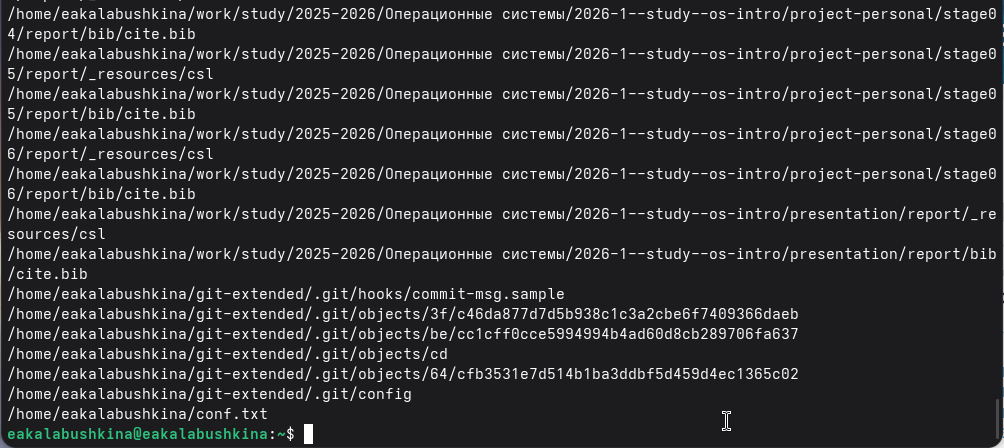 /home/eakalabushkina/work/study/2025-2026/Операционные системы/2026-1--study--os-intro/project-personal/stage0
4/report/bib/cite.bib
/home/eakalabushkina/work/study/2025-2026/Операционные системы/2026-1--study--os-intro/project-personal/stage0
5/report/_resources/csl
/home/eakalabushkina/work/study/2025-2026/Операционные системы/2026-1--study--os-intro/project-personal/stage0
5/report/bib/cite.bib
/home/eakalabushkina/work/study/2025-2026/Операционные системы/2026-1--study--os-intro/project-personal/stage0
6/report/_resources/csl
/home/eakalabushkina/work/study/2025-2026/Операционные системы/2026-1--study--os-intro/project-personal/stage0
6/report/bib/cite.bib
/home/eakalabushkina/work/study/2025-2026/Операционные системы/2026-1--study--os-intro/presentation/report/_re
sources/csl
/home/eakalabushkina/work/study/2025-2026/Операционные системы/2026-1--study--os-intro/presentation/report/bib
/cite.bib
/home/eakalabushkina/git-extended/.git/hooks/commit-msg.sample
/home/eakalabushkina/git-extended/.git/objects/3f/c46da877d7d5b938c1c3a2cbe6f7409366daeb
/home/eakalabushkina/git-extended/.git/objects/be/cc1cff0cce5994994b4ad60d8cb289706fa637
/home/eakalabushkina/git-extended/.git/objects/cd
/home/eakalabushkina/git-extended/.git/objects/64/cfb3531e7d514b1ba3ddbf5d459d4ec1365c02
/home/eakalabushkina/git-extended/.git/config
/home/eakalabushkina/conf.txt
eakalabushkina@eakalabushkina:~$